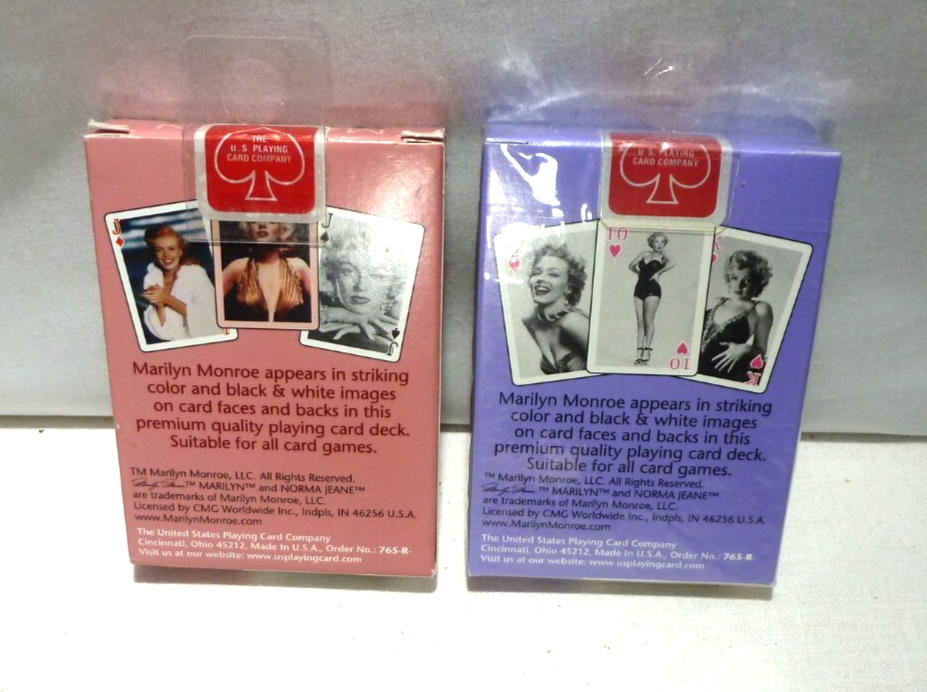 THE
U.S. PLAYING
CARD COMPANY
J
J
J
Marilyn Monroe appears in striking
color and black & white images
on card faces and backs in this
premium quality playing card deck.
Suitable for all card games.
TM Marilyn Monroe, LLC. All Rights Reserved.
™ MARILYN™ and NORMA JEANE™
are trademarks of Marilyn Monroe, LLC.
Licensed by CMG Worldwide Inc., Indpls, IN 46256 U.S.A.
www.MarilynMonroe.com
The United States Playing Card Company
Cincinnati, Ohio 45212, Made In U.S.A., Order No.: 765-R-
Visit us at our website: www.usplayingcard.com
U.S. PLAYING
CARD COMPANY
10
K
10
K
Marilyn Monroe appears in striking
color and black & white images
on card faces and backs in this
premium quality playing card deck.
Suitable for all card games.
™ Marilyn Monroe, LLC. All Rights Reserved.
™ MARILYN™ and NORMA JEANE™
are trademarks of Marilyn Monroe, LLC.
Licensed by CMG Worldwide Inc., Indpls, IN 46256 U.S.A.
www.MarilynMonroe.com
The United States Playing Card Company
Cincinnati, Ohio 45212, Made In U.S.A., Order No.: 765-R-
Visit us at our website: www.usplayingcard.com